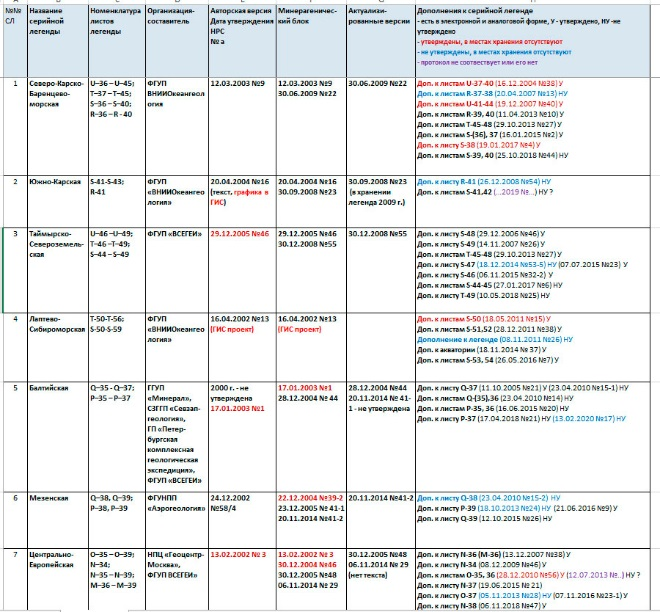 №№ СЛ
Название серийной легенды
Номенклатура листов легенды
Организация-составитель
Авторская версия Дата утверждения НРС № а
Минерагенический блок
Актуализированные версии
Дополнения к серийной легенде
- есть в электронной и аналоговой форме, У - утверждено, НУ -не утверждено
- утверждены, в местах хранения отсутствуют
- не утверждены, в местах хранения отсутствуют
- протокол не соответствует или его нет
1
Северо-Карско-Баренцево-морская
U–36 – U–45;
T–37 – T–45;
S–36 – S–40;
R–36 – R - 40
ФГУП ВНИИОкеангеология
12.03.2003 №9
12.03.2003 №9
30.06.2009 №22
30.06.2009 №22
Доп. к листам U-37-40 (16.12.2004 №38) У
Доп. к листам R-37-38 (20.04.2007 №13) НУ
Доп. к листам U-41-44 (19.12.2007 №40) У
Доп. к листам R-39, 40 (11.04.2013 №10) У
Доп. к листам T-45-48 (29.10.2013 №27) У
Доп. к листам S-(36), 37 (16.01.2015 №2) У
Доп. к листу S-38 (19.01.2017 №4) У
Доп. к листам S-39, 40 (25.10.2018 №44) НУ
2
Южно-Карская
S-41-S-43;
R-41
ФГУП «ВНИИОкеангеология»
20.04.2004 №16
(текст, графика в ГИС)
20.04.2004 №16
30.09.2008 №23
30.09.2008 №23
(в хранении легенда 2009 г.)
Доп. к листу R-41 (26.12.2008 №54) НУ
Доп. к листам S-41,42 (...2019 №...) НУ ?
3
Таймырско-Североземельская
U–46 –U–49;
T–46 –T–49;
S–44 – S–49
ФГУП «ВСЕГЕИ»
29.12.2005 №46
29.12.2005 №46
30.12.2008 №55
30.12.2008 №55
Доп. к листу S-48 (29.12.2006 №46) У
Доп. к листу S-49 (14.11.2007 №26) У
Доп. к листам T-45-48 (29.10.2013 №27) У
Доп. к листу S-47 (18.12.2014 №53-5) НУ (07.07.2015 №23) У
Доп. к листу S-46 (06.11.2015 №32-2) У
Доп. к листам S-44-45 (27.01.2017 №6) НУ
Доп. к листу T-49 (10.05.2018 №25) НУ
4
Лаптево-Сибироморская
T-50-T-56;
S-50-S-59
ФГУП «ВНИИОкеангеология»
16.04.2002 №13
(ГИС проект)
16.04.2002 №13
(ГИС проект)
Доп. к листам S-50 (18.05.2011 №15) У
Доп. к листам S-51,52 (28.12.2011 №38) У
Дополнение к легенде (08.11.2011 №26) НУ
Доп. к акватории (18.11.2014 № 37) У
Доп. к листам S-53, 54 (26.05.2016 №7) У
5
Балтийская
Q–35 - Q–37;
P–35 – P–37
ГГУП «Минерал», СЗГГП «Севзапгеология», ГП «Петербургская комплексная геологическая экспедиция», ФГУП «ВСЕГЕИ»
2000 г. - не утверждена
17.01.2003 №1
17.01.2003 №1
28.12.2004 № 44
28.12.2004 №44
20.11.2014 № 41-1 - не утверждена
Доп. к листу Q-37 (11.10.2005 №21) У (23.04.2010 №15-1) НУ
Доп. к листам Q-(35),36 (23.04.2010 №14) НУ
Доп. к листам P-35, 36 (16.06.2015 №20) НУ
Доп. к листу P-37 (17.04.2018 №21) НУ (13.02.2020 №17) НУ
6
Мезенская
Q–38, Q–39;
P–38, P–39
ФГУНПП «Аэрогеология»
24.12.2002 №58/4
22.12.2004 №39-2
23.12.2005 № 41-1
20.11.2014 №41-2
20.11.2014 №41-2
Доп. к листу Q-38 (23.04.2010 №15-2) НУ
Доп. к листу P-39 (18.10.2013 №24) НУ (21.06.2016 №9) У
Доп. к листу Q-39 (12.10.2015 №26) НУ
7
Центрально-Европейская
O–35 – O–39;
N–34;
N–35 – N–39;
M–36 – M–39
НПЦ «Геоцентр-Москва», ФГУП ВСЕГЕИ»
13.02.2002 № 3
13.02.2002 № 3
30.12.2004 №46
30.12.2005 №48
06.11.2014 № 29
30.12.2005 №48
06.11.2014 № 29
(нет текста)
Доп. к листу N-36 (M-36) (13.12.2007 №38) У
Доп. к листу N-34 (08.12.2009 №46) У
Доп. к листам O-35, 36 (28.12.2010 №56) У (12.07.2013 №..) НУ ?
Доп. к листу N-37 (19.06.2015 №21) У
Доп. к листу O-37 (05.11.2013 №28) НУ (07.11.2016 №23-1) У
Доп. к листу N-38 (06.11.2018 №47) У